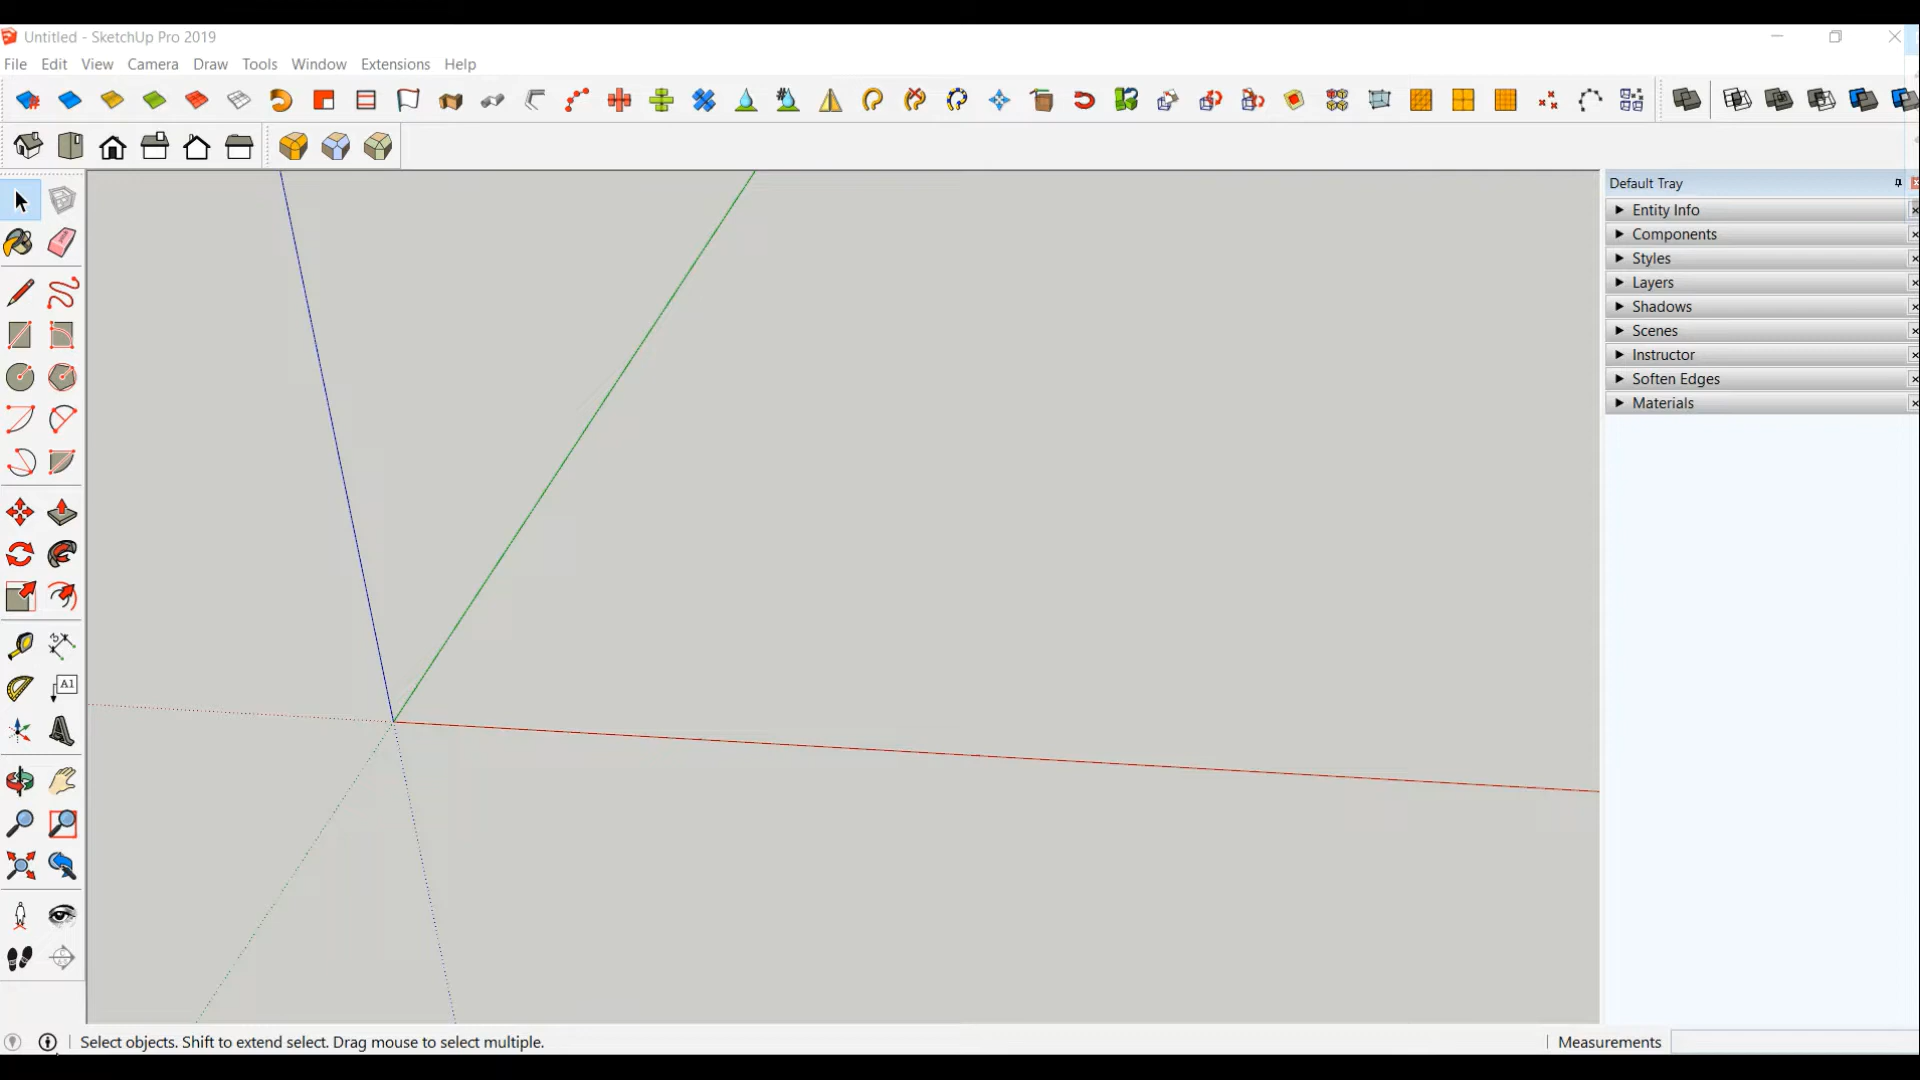 Untitled - SketchUp Pro 2019
File Edit View Camera Draw Tools Window Extensions Help
Default Tray
Entity Info
Components
Styles
Layers
Shadows
Scenes
Instructor
Soften Edges
Materials
A1
Select objects. Shift to extend select. Drag mouse to select multiple.
Measurements